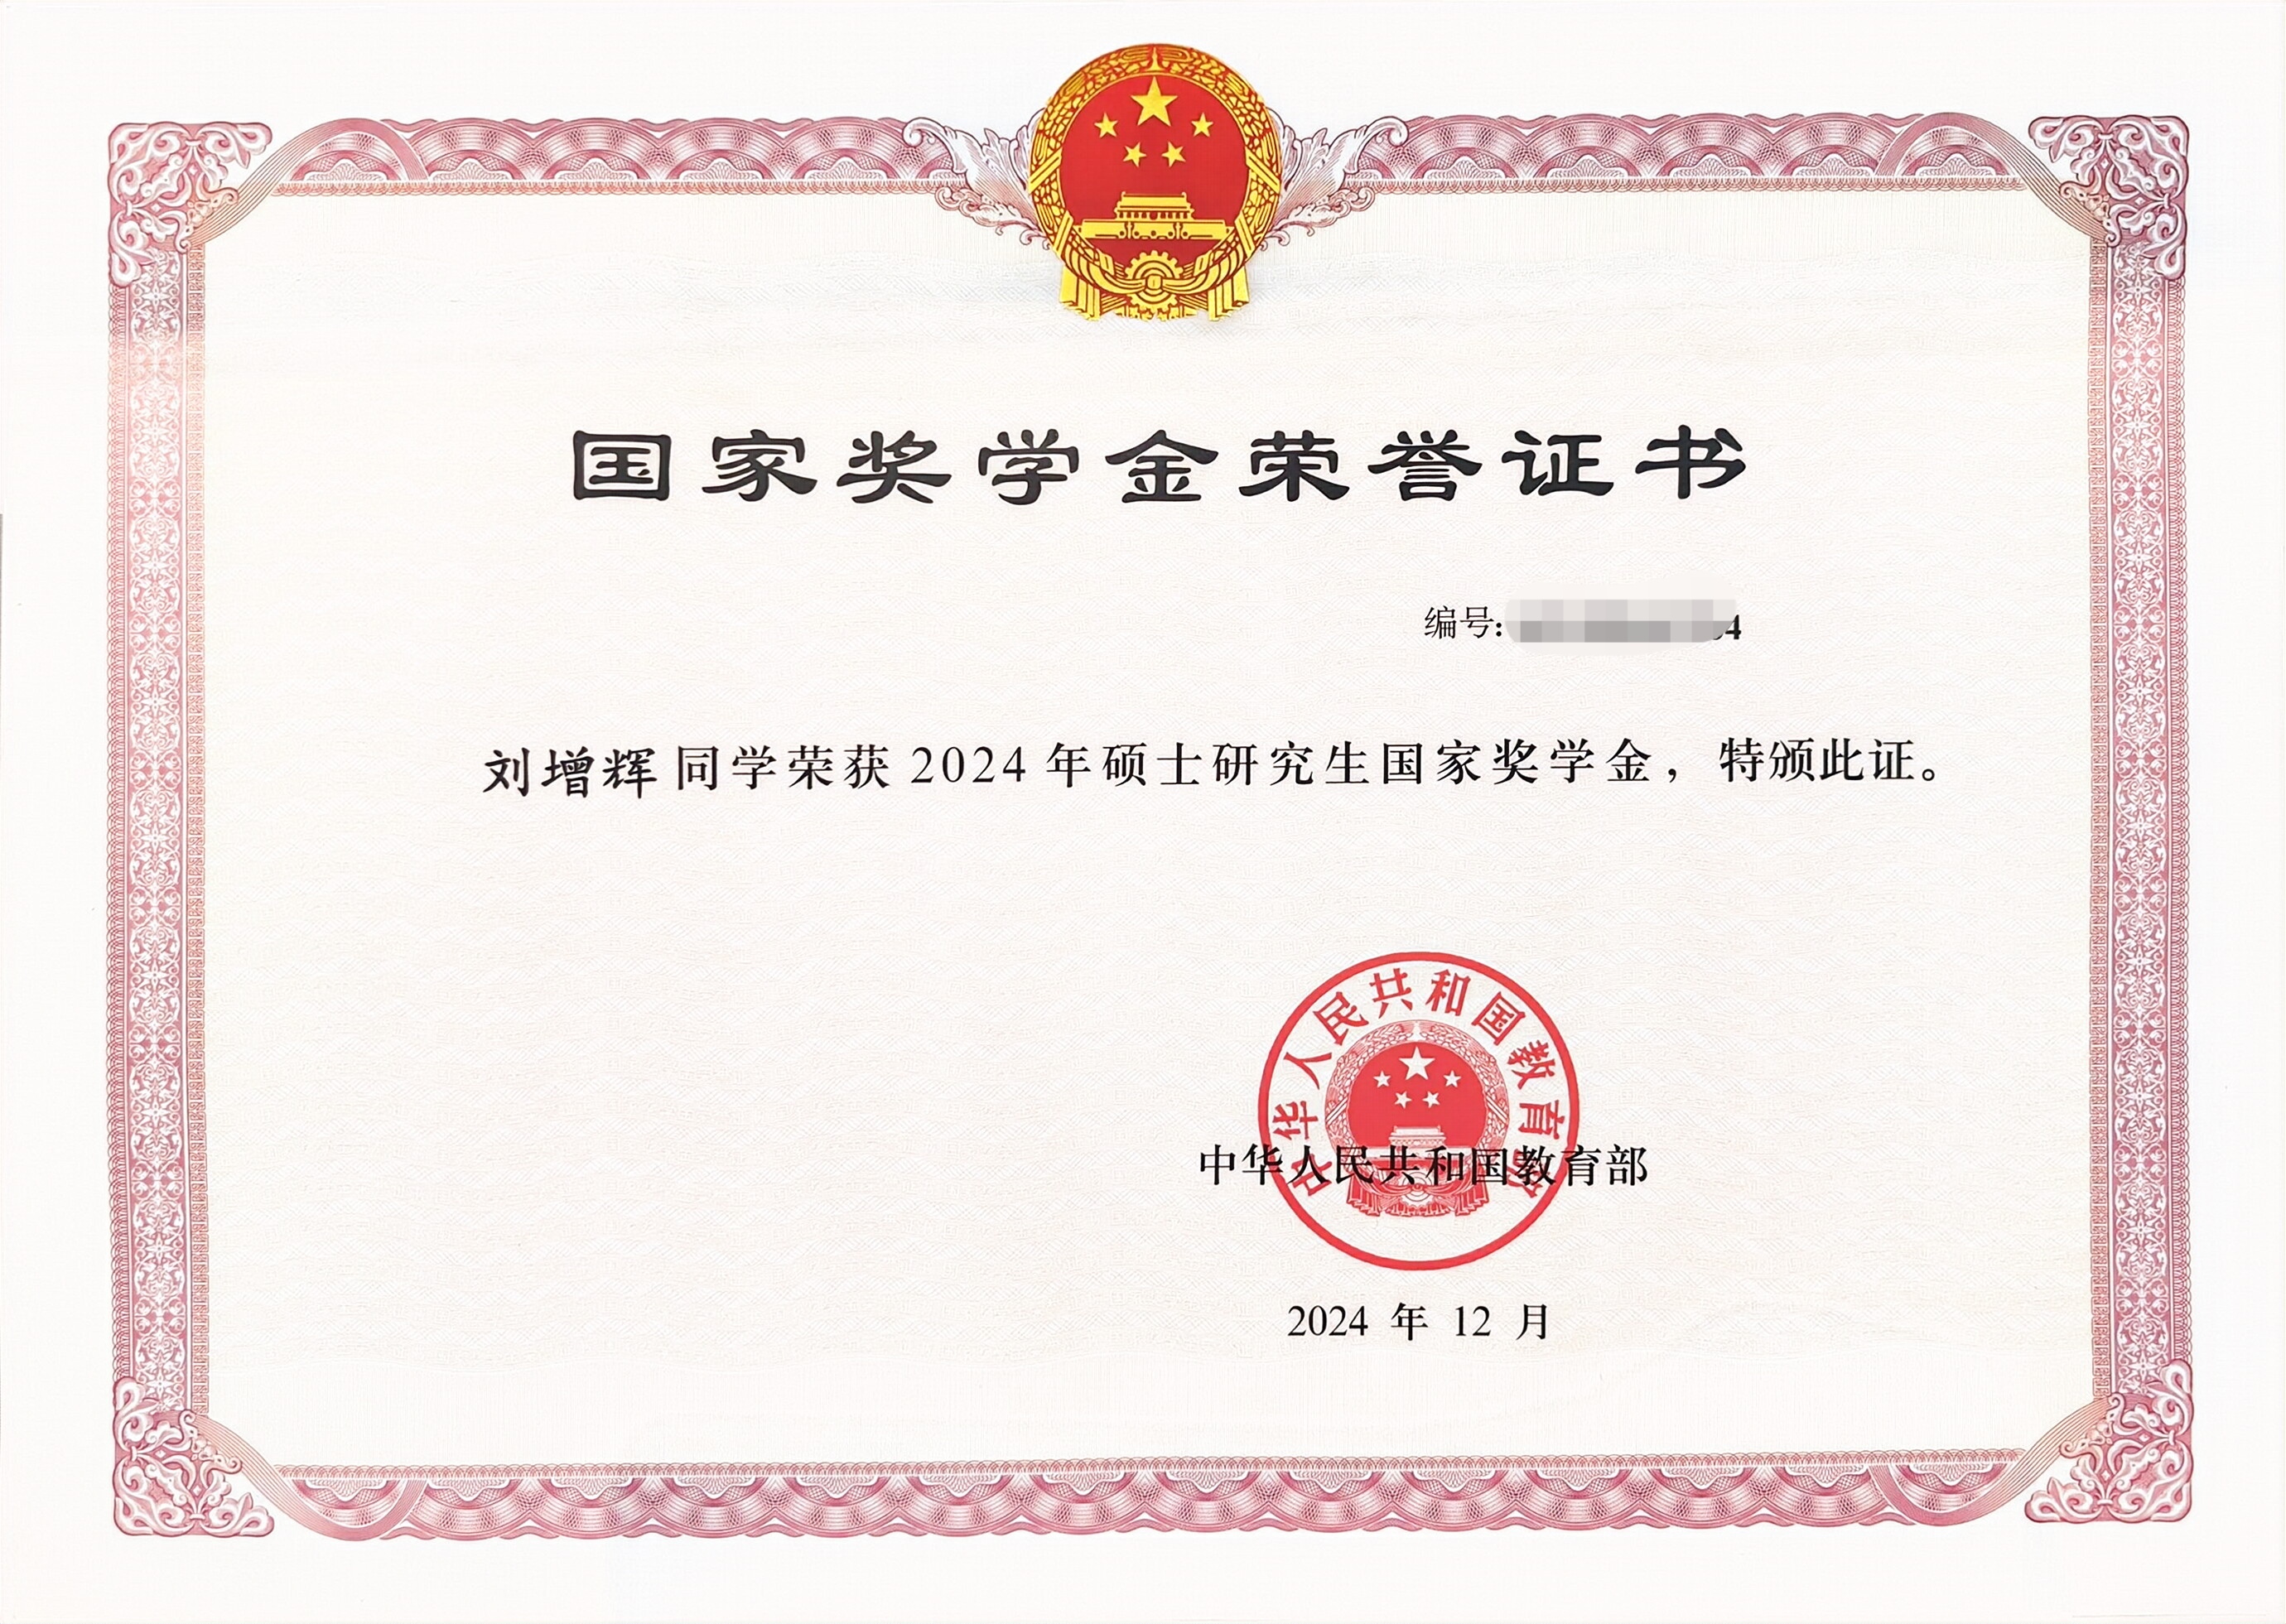 国家奖学金荣誉证书
编号: 4
刘增辉同学荣获2024年硕士研究生国家奖学金，特颁此证。
中华人民共和国教育部
中华人民共和国教育部
2024 年 12 月